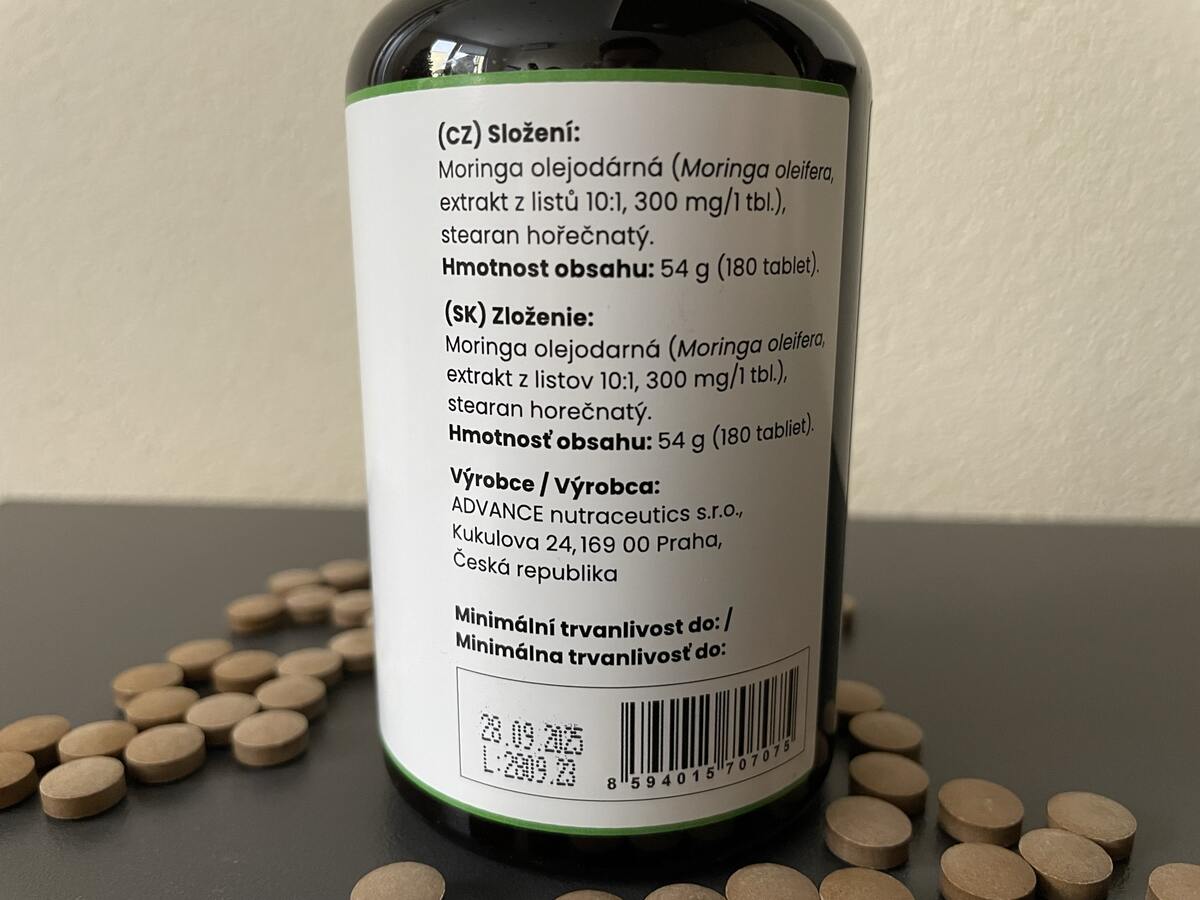 (CZ) Složení:
Moringa olejodárná (Moringa oleifera,
extrakt z listů 10:1, 300 mg/1 tbl.),
stearan hořečnatý.
Hmotnost obsahu: 54 g (180 tablet).
(SK) Zloženie:
Moringa olejodarná (Moringa oleifera,
extrakt z listov 10:1, 300 mg/1 tbl.),
stearan horečnatý.
Hmotnosť obsahu: 54 g (180 tabliet).
Výrobce / Výrobca:
ADVANCE nutraceutics s.r.o.,
Kukulova 24, 169 00 Praha,
Česká republika
Minimální trvanlivost do: /
Minimálna trvanlivosť do:
28.09.2025
L:2809.23
8 594015 707075